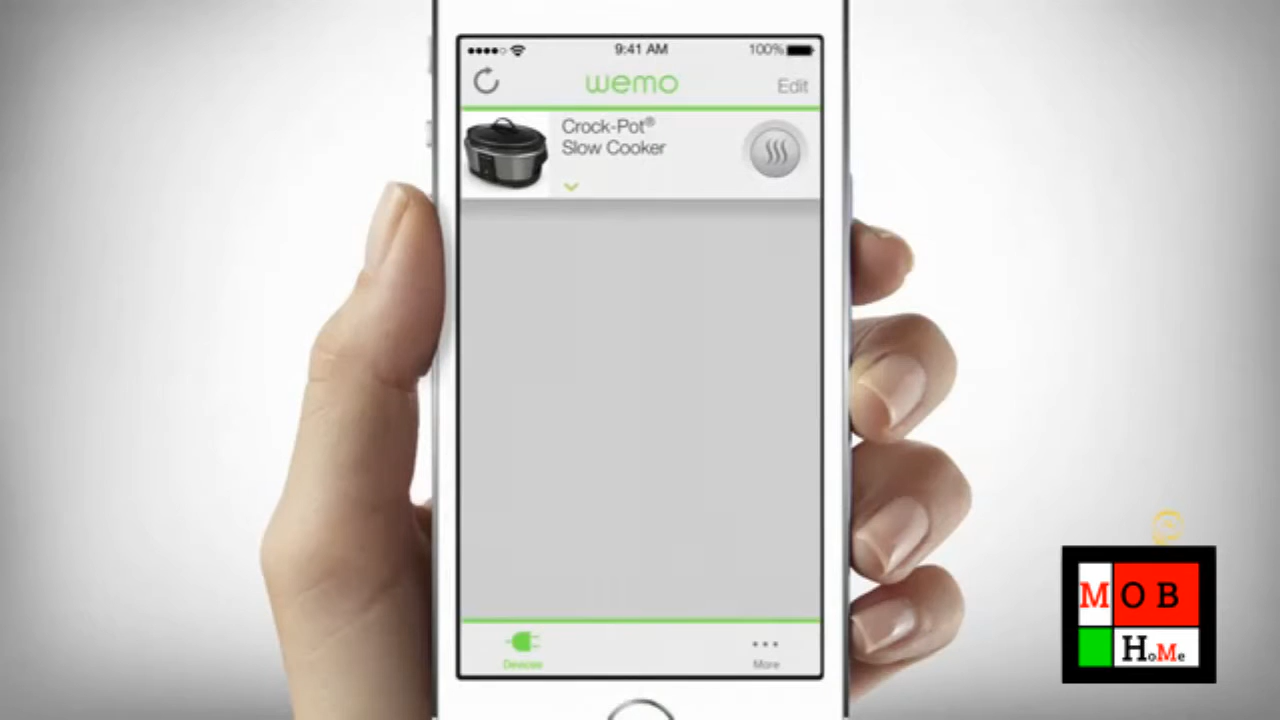 9:41 AM
100%
wemo
Edit
Crock-Pot®
Slow Cooker
Devices
More
MOB
HoMe